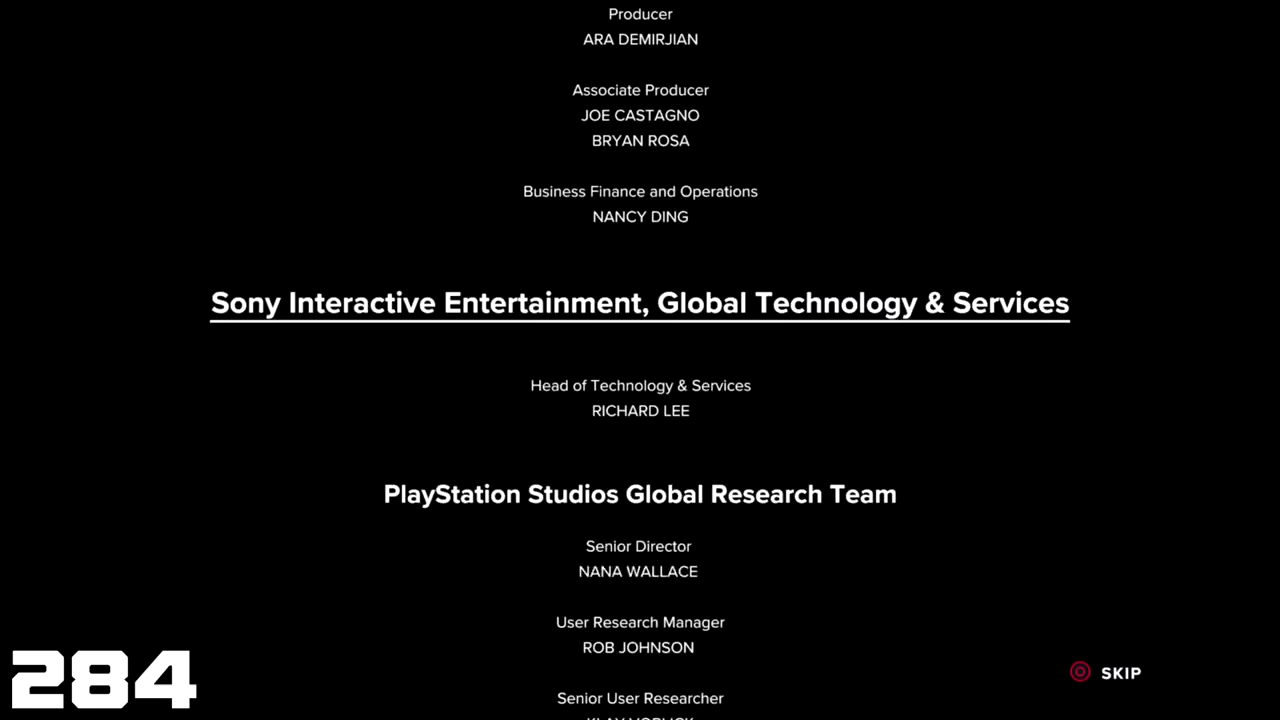 Producer
ARA DEMIRJIAN
Associate Producer
JOE CASTAGNO
BRYAN ROSA
Business Finance and Operations
NANCY DING
Sony Interactive Entertainment, Global Technology & Services
Head of Technology & Services
RICHARD LEE
PlayStation Studios Global Research Team
Senior Director
NANA WALLACE
User Research Manager
ROB JOHNSON
Senior User Researcher
284
SKIP